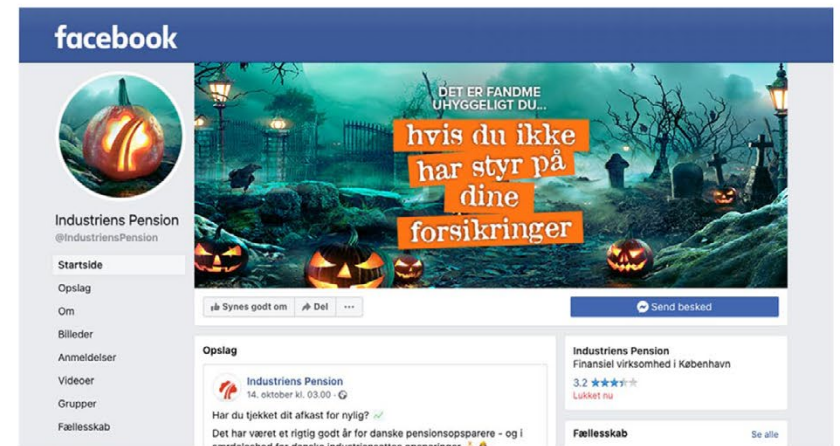 facebook
DET ER FANDME
UHYGGELIGT DU...
hvis du ikke
har styr på
dine
forsikringer
Industriens Pension
@IndustriensPension
Startside
Opslag
Om
Billeder
Anmeldelser
Videoer
Grupper
Fællesskab
Synes godt om
Del
...
Send besked
Opslag
Industriens Pension
14. oktober kl. 03.00 ·
Har du tjekket dit afkast for nylig?
Det har været et rigtig godt år for danske pensionsopsparere - og i
Industriens Pension
Finansiel virksomhed i København
3.2
Lukket nu
Fællesskab
Se alle